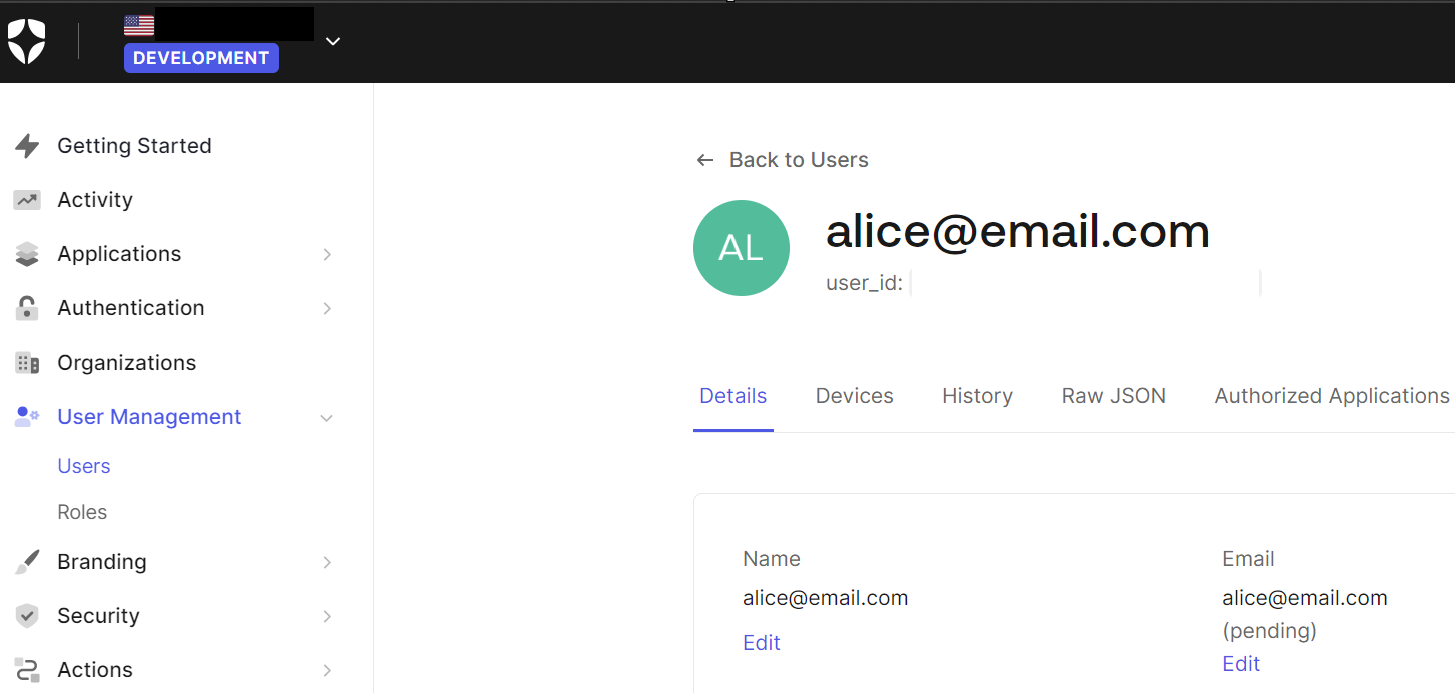 DEVELOPMENT
Getting Started
Activity
Applications
Authentication
Organizations
User Management
Users
Roles
Branding
Security
Actions
← Back to Users
AL
alice@email.com
user_id:
Details Devices History Raw JSON Authorized Applications
Name
alice@email.com
Edit
Email
alice@email.com
(pending)
Edit